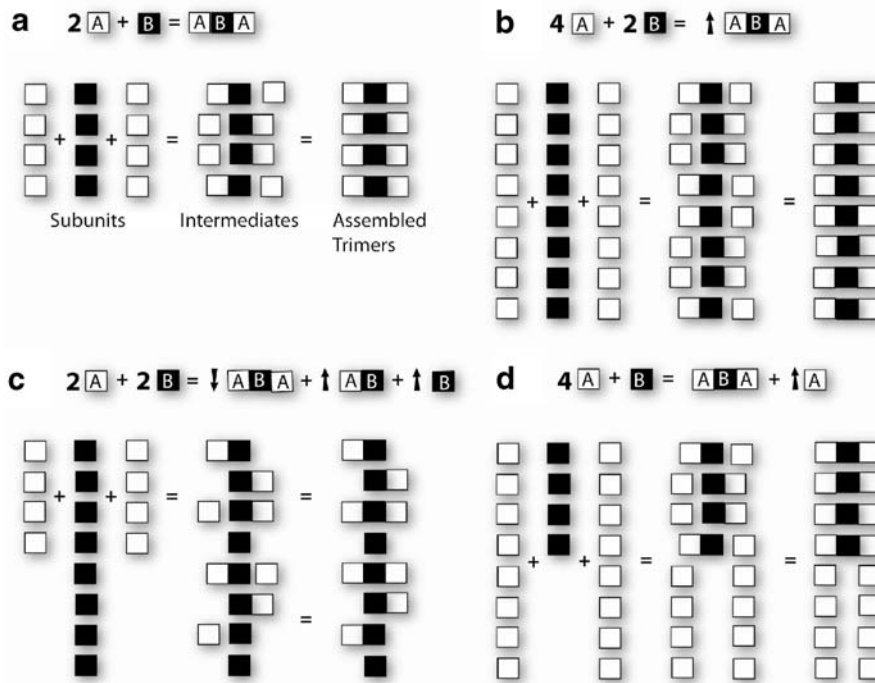 a 2 A + B = A B A
+ + = =
Subunits Intermediates Assembled
Trimers
b 4 A + 2 B = A B A
+ + = =
c 2 A + 2 B = A B A + A B + B
+ + = =
=
d 4 A + B = A B A + A
+ + = =